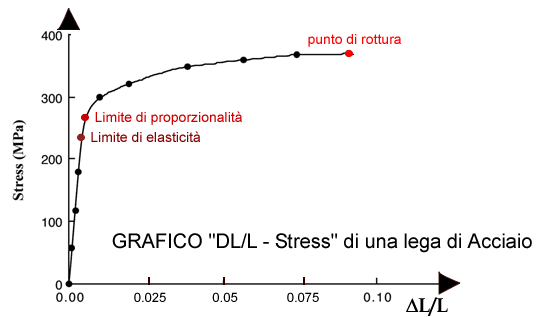 400
punto di rottura
300
Limite di proporzionalità
Limite di elasticità
Stress (MPa)
200
100
GRAFICO "DL/L - Stress" di una lega di Acciaio
0
0.00 0.025 0.05 0.075 0.10
ΔL/L